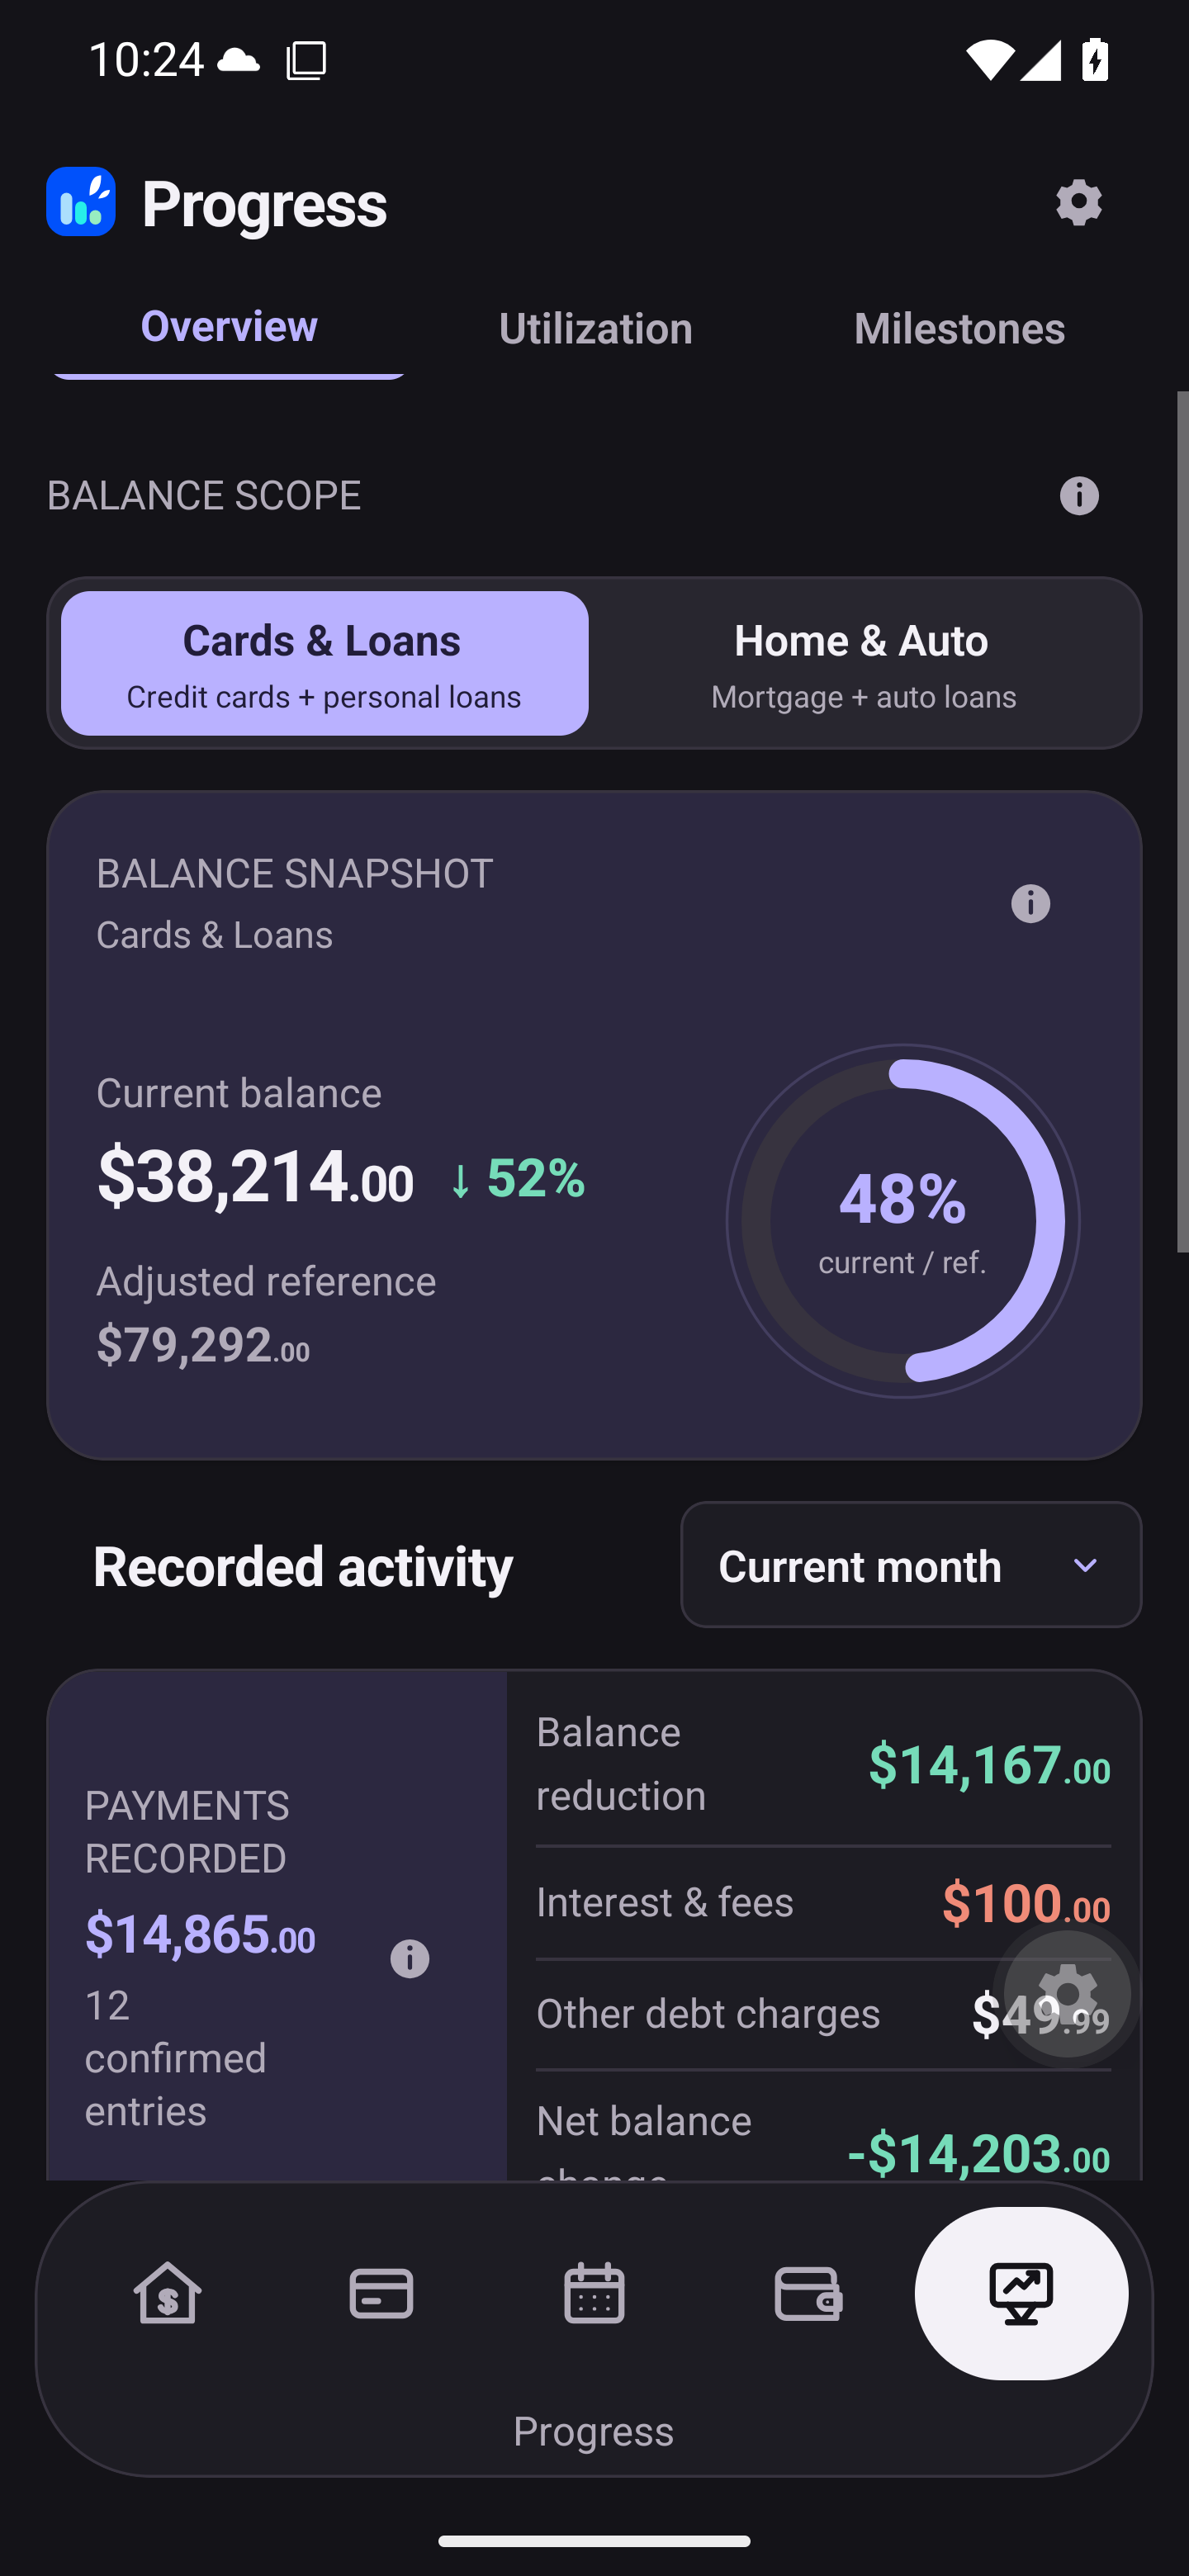 10:24
Progress
Overview Utilization Milestones
BALANCE SCOPE
Cards & Loans
Credit cards + personal loans
Home & Auto
Mortgage + auto loans
BALANCE SNAPSHOT
Cards & Loans
Current balance
$38,214.00 ↓ 52%
Adjusted reference
$79,292.00
48%
current / ref.
Recorded activity
Current month
PAYMENTS
RECORDED
$14,865.00
12
confirmed
entries
Balance
reduction
$14,167.00
Interest & fees
$100.00
Other debt charges
$49.99
Net balance
change
-$14,203.00
Progress